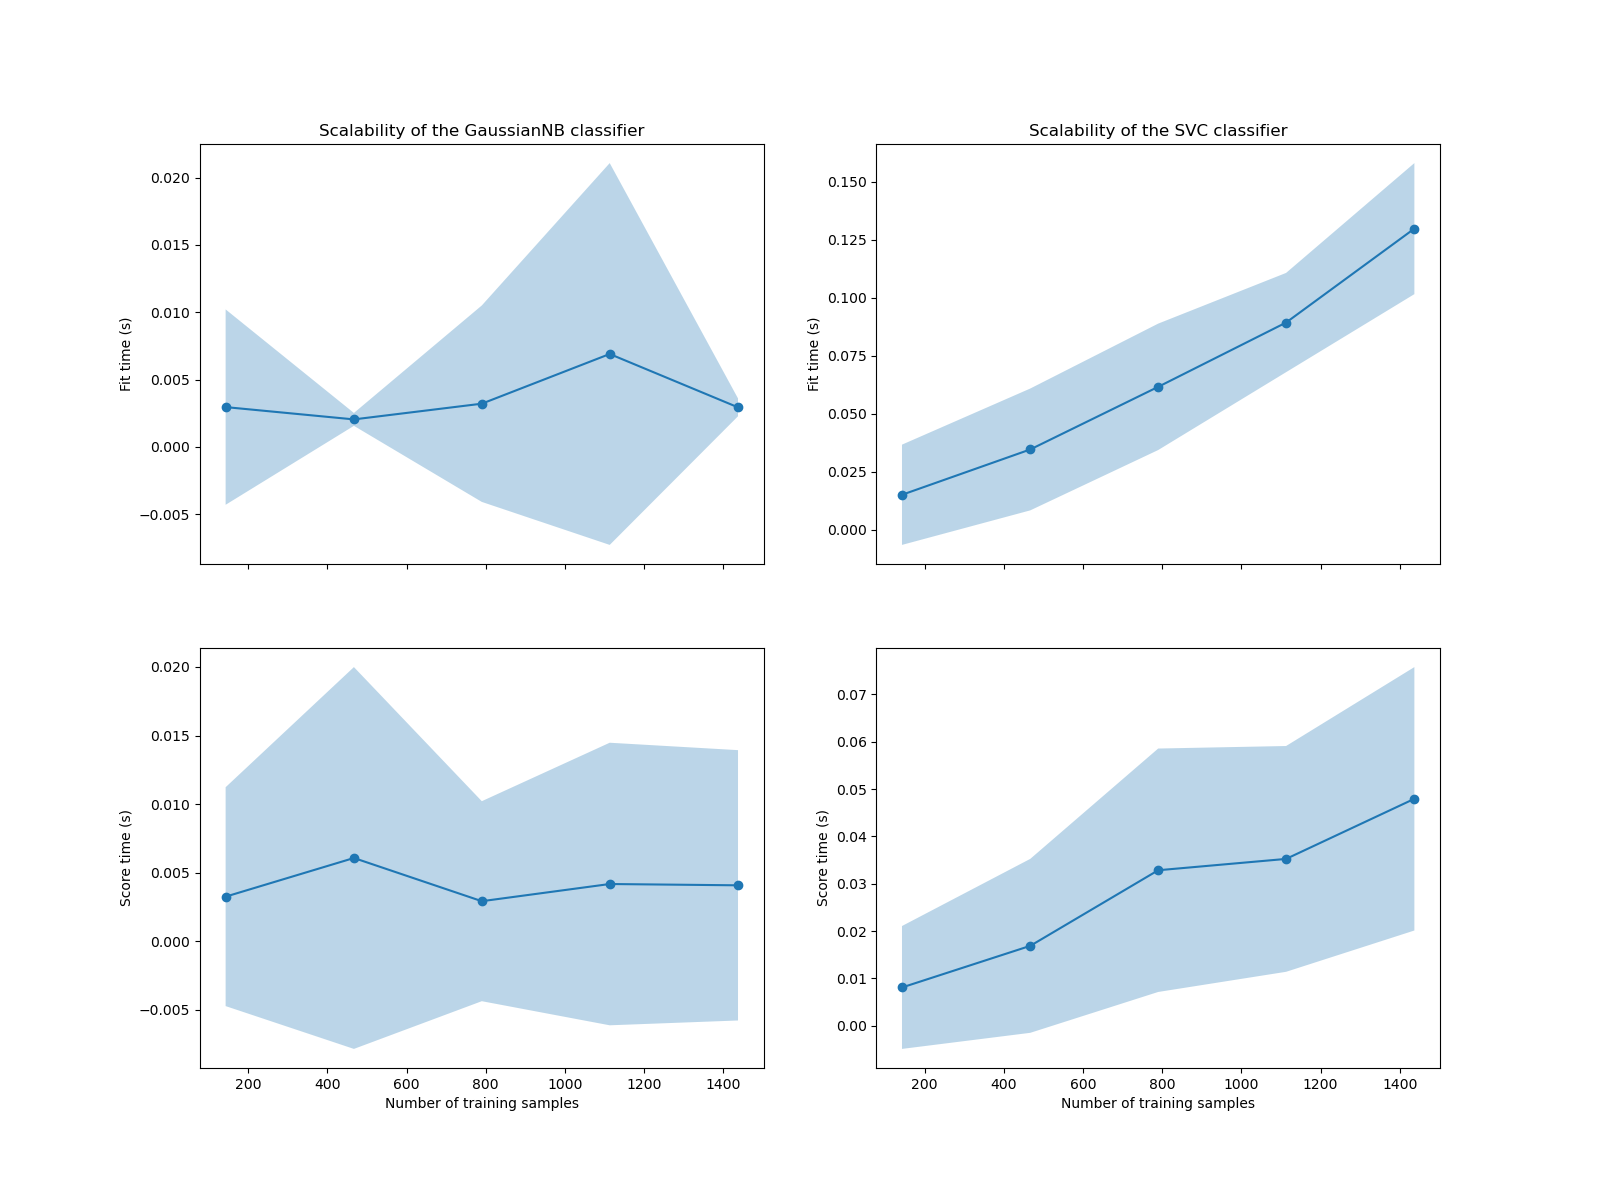 Scalability of the GaussianNB classifier
0.020
0.015
0.010
0.005
0.000
−0.005
Fit time (s)
Scalability of the SVC classifier
0.150
0.125
0.100
0.075
0.050
0.025
0.000
Fit time (s)
0.020
0.015
0.010
0.005
0.000
−0.005
Score time (s)
200 400 600 800 1000 1200 1400
Number of training samples
0.07
0.06
0.05
0.04
0.03
0.02
0.01
0.00
Score time (s)
200 400 600 800 1000 1200 1400
Number of training samples